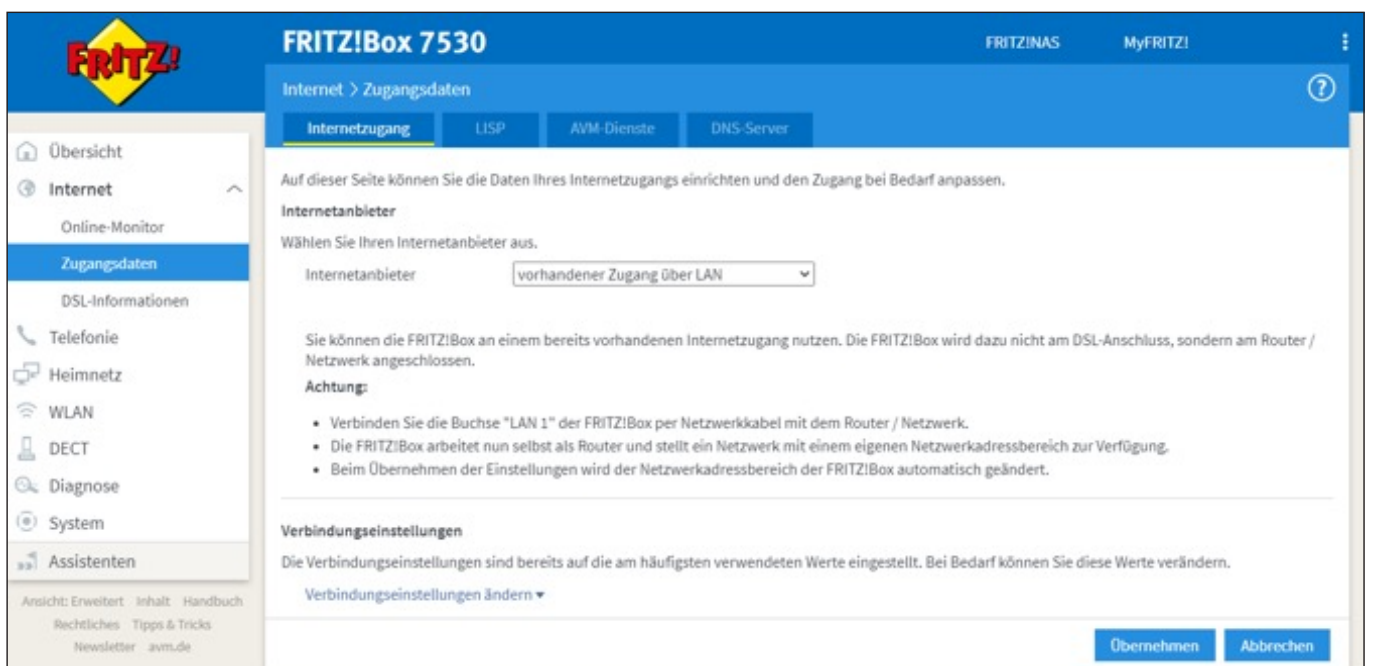 FRITZ!
FRITZ!Box 7530
FRITZ!NAS
MyFRITZ!
Internet > Zugangsdaten
?
Internetzugang
LISP
AVM-Dienste
DNS-Server
Übersicht
Internet
Online-Monitor
Zugangsdaten
DSL-Informationen
Telefonie
Heimnetz
WLAN
DECT
Diagnose
System
Assistenten
Ansicht: Erweitert Inhalt Handbuch
Rechtliches Tipps & Tricks
Newsletter avm.de
Auf dieser Seite können Sie die Daten Ihres Internetzugangs einrichten und den Zugang bei Bedarf anpassen.
Internetanbieter
Wählen Sie Ihren Internetanbieter aus.
Internetanbieter
vorhandener Zugang über LAN
Sie können die FRITZ!Box an einem bereits vorhandenen Internetzugang nutzen. Die FRITZ!Box wird dazu nicht am DSL-Anschluss, sondern am Router /
Netzwerk angeschlossen.
Achtung:
• Verbinden Sie die Buchse "LAN 1" der FRITZ!Box per Netzwerkkabel mit dem Router / Netzwerk.
• Die FRITZ!Box arbeitet nun selbst als Router und stellt ein Netzwerk mit einem eigenen Netzwerkadressbereich zur Verfügung.
• Beim Übernehmen der Einstellungen wird der Netzwerkadressbereich der FRITZ!Box automatisch geändert.
Verbindungseinstellungen
Die Verbindungseinstellungen sind bereits auf die am häufigsten verwendeten Werte eingestellt. Bei Bedarf können Sie diese Werte verändern.
Verbindungseinstellungen ändern
Übernehmen
Abbrechen